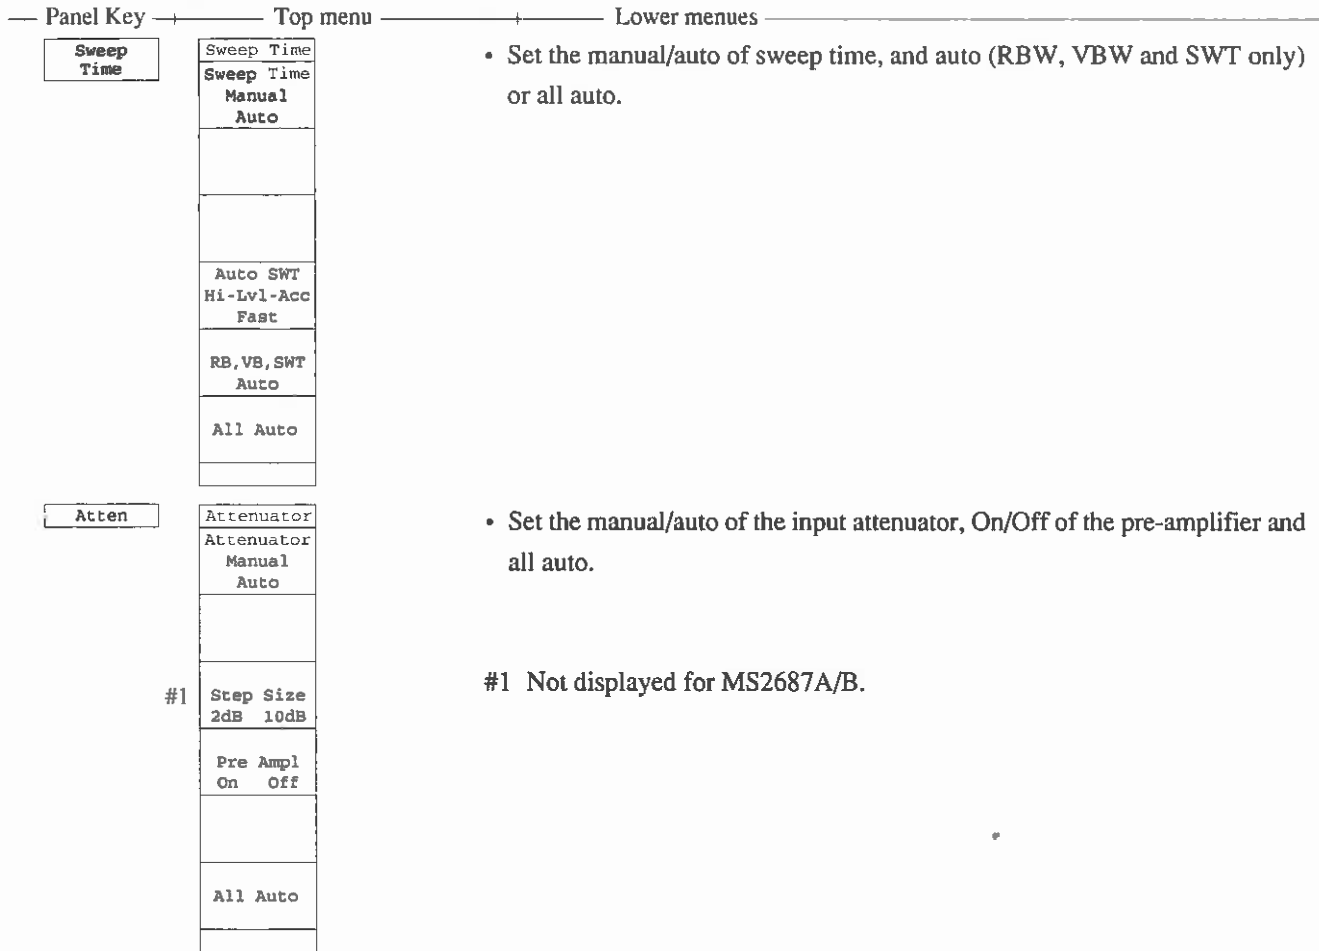 Panel Key Top menu Lower menues
Sweep
Time
Sweep Time
Sweep Time
Manual
Auto
Auto SWT
Hi-Lvl-Acc
Fast
RB,VB,SWT
Auto
All Auto
• Set the manual/auto of sweep time, and auto (RBW, VBW and SWT only)
or all auto.
Atten
Attenuator
Attenuator
Manual
Auto
#1 Step Size
2dB 10dB
Pre Ampl
On Off
All Auto
• Set the manual/auto of the input attenuator, On/Off of the pre-amplifier and
all auto.
#1 Not displayed for MS2687A/B.